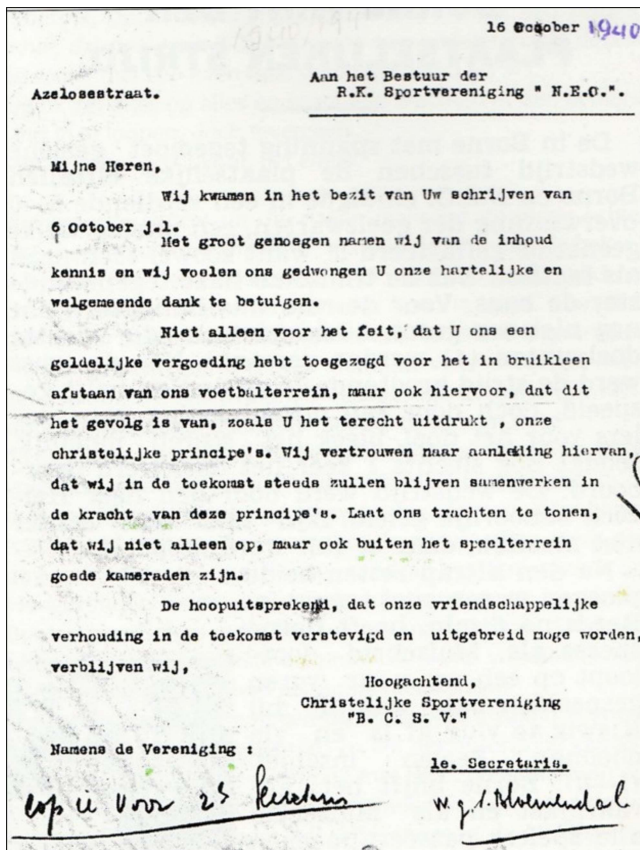 16 October 1940
Aan het Bestuur der
Azelosestraat. R.K. Sportvereniging " N.E.O.".
Mijne Heren,
Wij kwamen in het bezit van Uw schrijven van
6 October j.l.
Met groot genoegen namen wij van de inhoud
kennis en wij voelen ons gedwongen U onze hartelijke en
welgemeende dank te betuigen.
Niet alleen voor het feit, dat U ons een
geldelijke vergoeding hebt toegezegd voor het in bruikleen
afstaan van ons voetbalterrein, maar ook hiervoor, dat dit
het gevolg is van, zoals U het terecht uitdrukt , onze
christelijke principe's. Wij vertrouwen naar aanleiding hiervan,
dat wij in de toekomst steeds zullen blijven samenwerken in
de kracht van deze principe's. Laat ons trachten te tonen,
dat wij niet alleen op, maar ook buiten het speelterrein
goede kameraden zijn.
De hoopuitsprekend, dat onze vriendschappelijke
verhouding in de toekomst verstevigd en uitgebreid moge worden,
verblijven wij,
Hoogachtend,
Christelijke Sportvereniging
"B. C. S. V."
Namens de Vereniging :
1e. Secretaris.
copie voor 2e Secretaris
w.g. Bloemendal